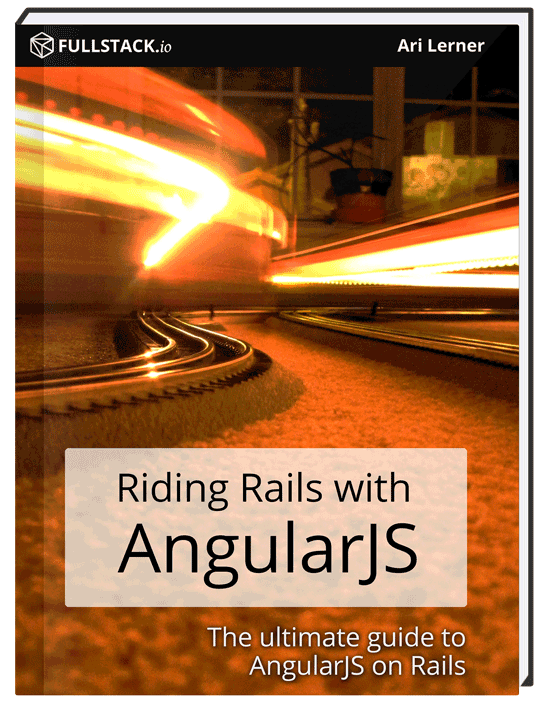 FULLSTACK.io
Ari Lerner
Riding Rails with
AngularJS
The ultimate guide to
AngularJS on Rails